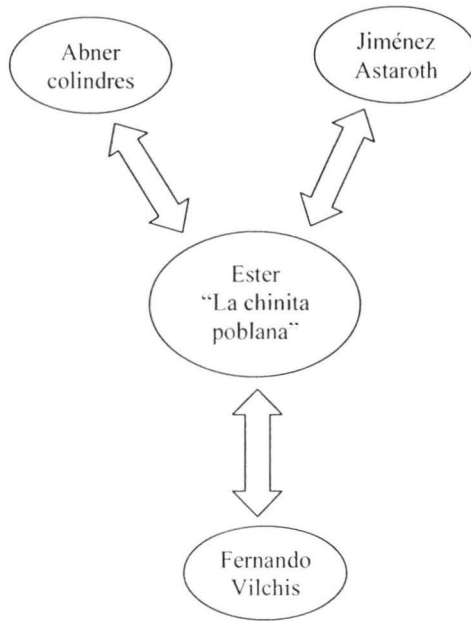 Abner
colindres
Jiménez
Astaroth
Ester
“La chinita
poblana”
Fernando
Vilchis